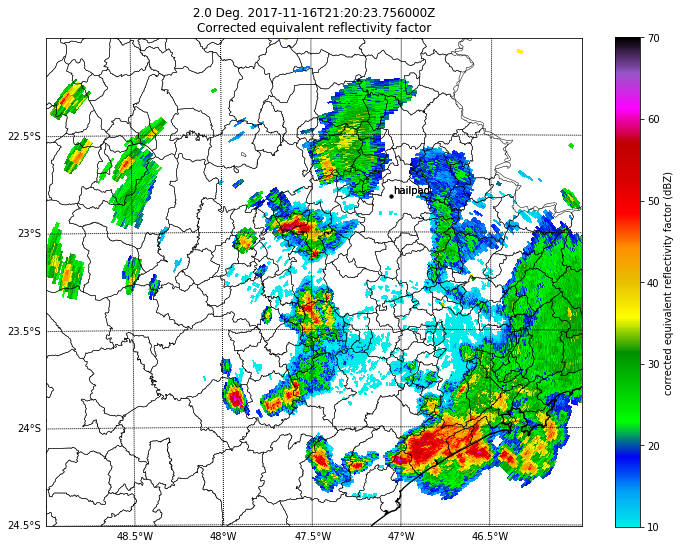 2.0 Deg. 2017-11-16T21:20:23.756000Z
Corrected equivalent reflectivity factor
70
60
50
40
30
20
10
corrected equivalent reflectivity factor (dBZ)
22.5°S
23°S
23.5°S
24°S
24.5°S
hailpad
48.5°W
48°W
47.5°W
47°W
46.5°W